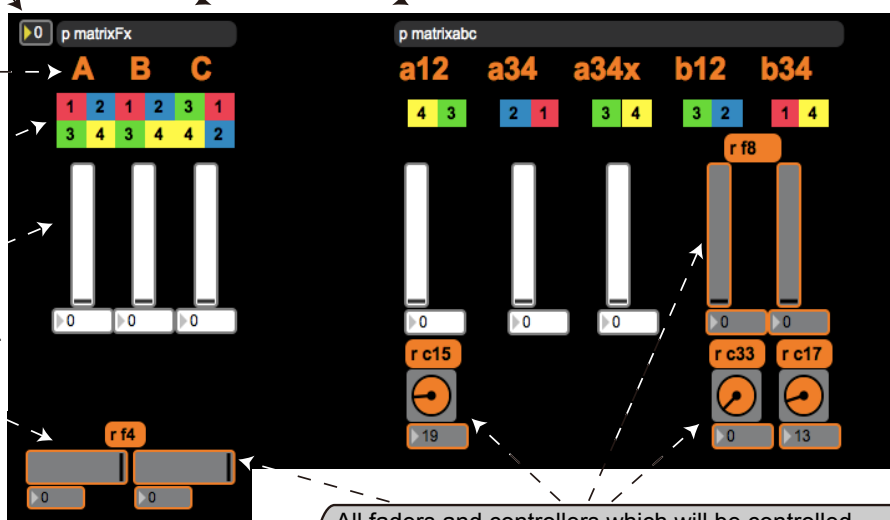 0 p matrixFx p matrixabc
A B C a12 a34 a34x b12 b34
1 2 1 2 3 1 4 3 2 1 3 4 3 2 1 4
3 4 3 4 4 2
r f8
0 0 0 0 0 0 0 0
r c15 r c33 r c17
19 0 13
r f4
0 0
All faders and controllers which will be controlled